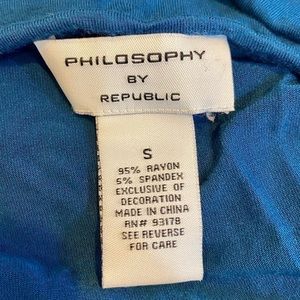 PHILOSOPHY
BY
REPUBLIC
S
95% RAYON
5% SPANDEX
EXCLUSIVE OF
DECORATION
MADE IN CHINA
RN# 93178
SEE REVERSE
FOR CARE